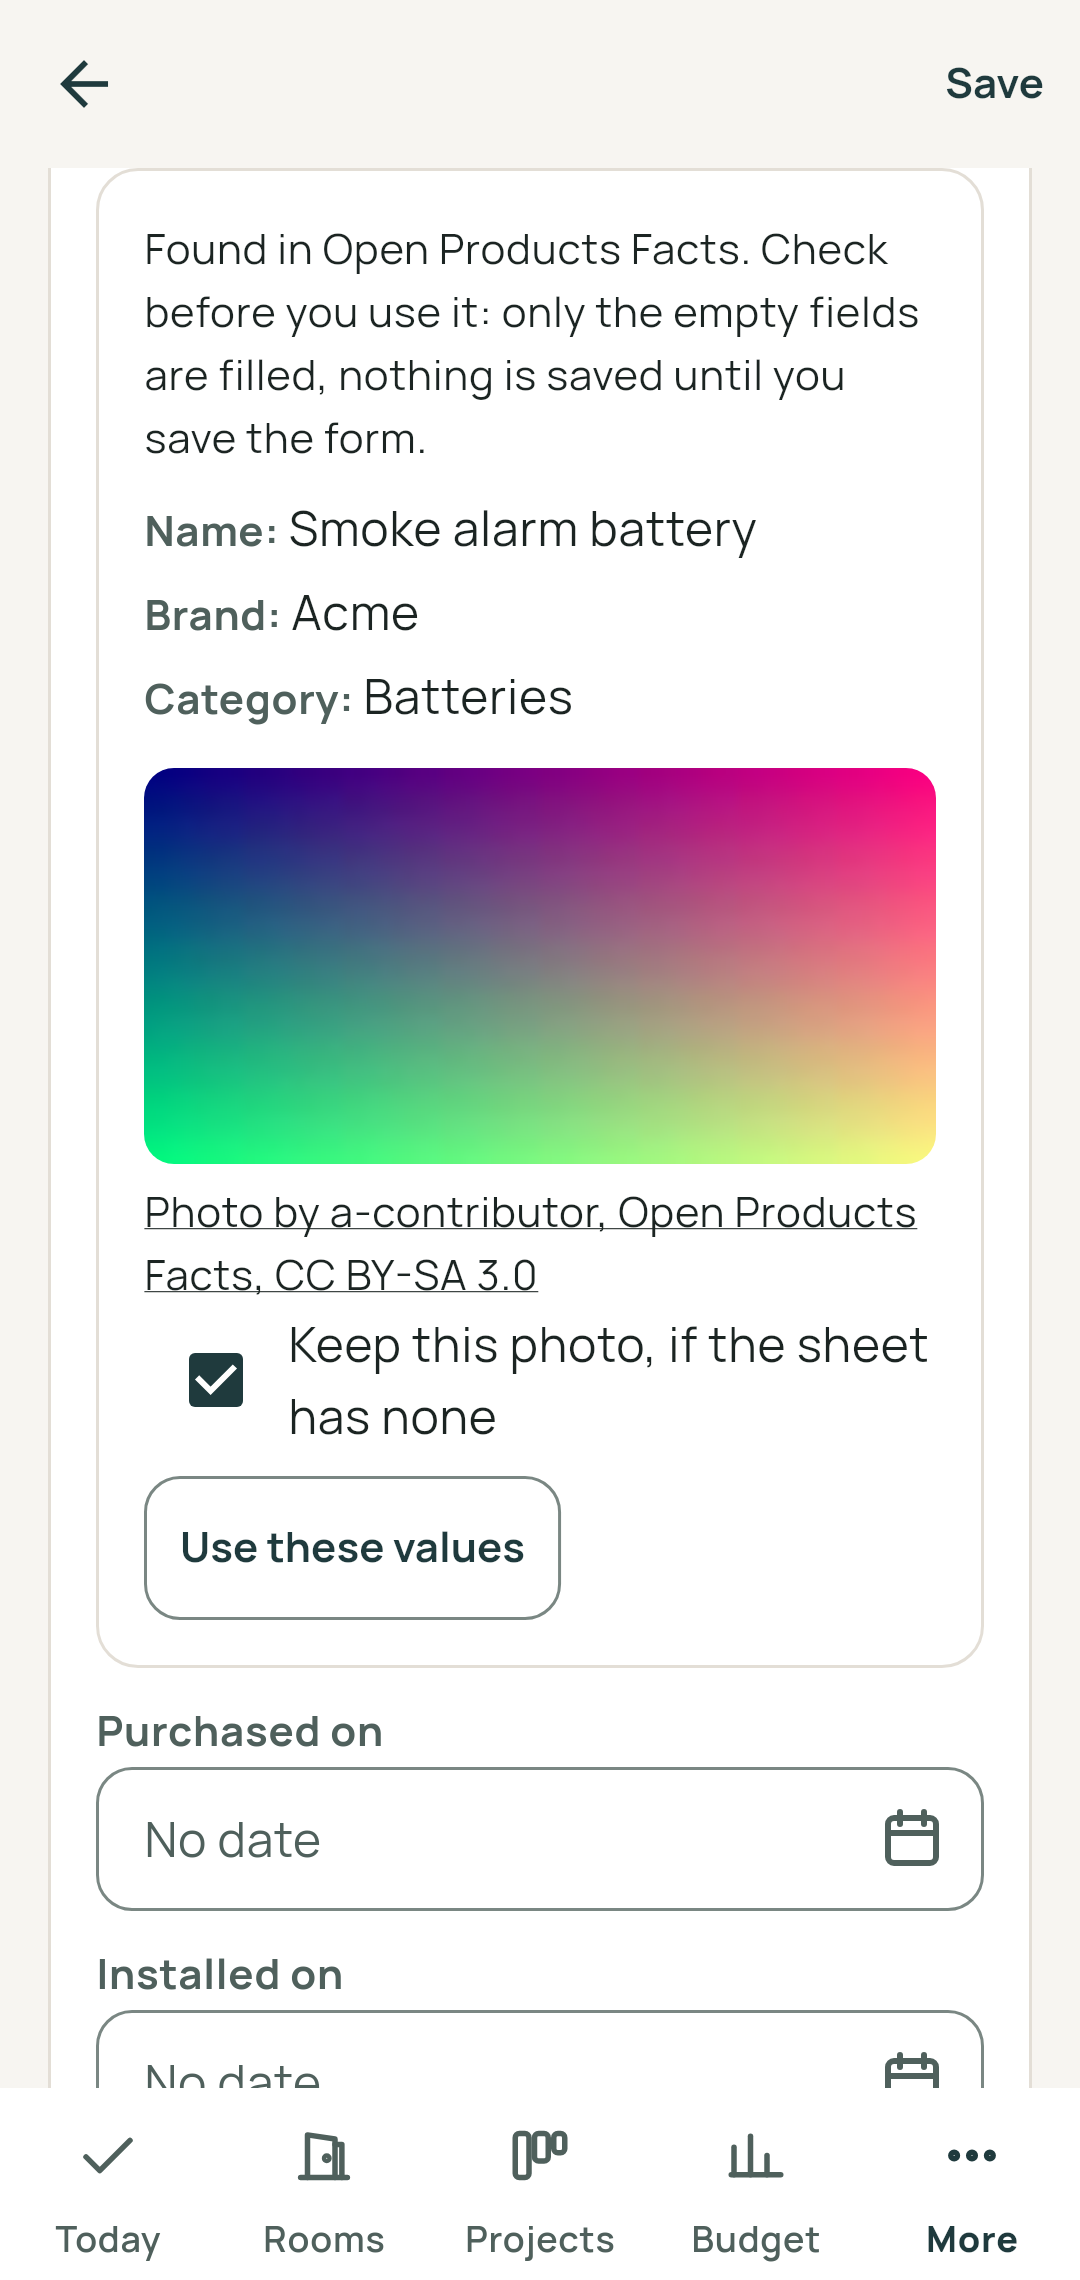 Save
Found in Open Products Facts. Check
before you use it: only the empty fields
are filled, nothing is saved until you
save the form.
Name: Smoke alarm battery
Brand: Acme
Category: Batteries
Photo by a-contributor, Open Products
Facts, CC BY-SA 3.0
Keep this photo, if the sheet
has none
Use these values
Purchased on
No date
Installed on
No date
Today
Rooms
Projects
Budget
More